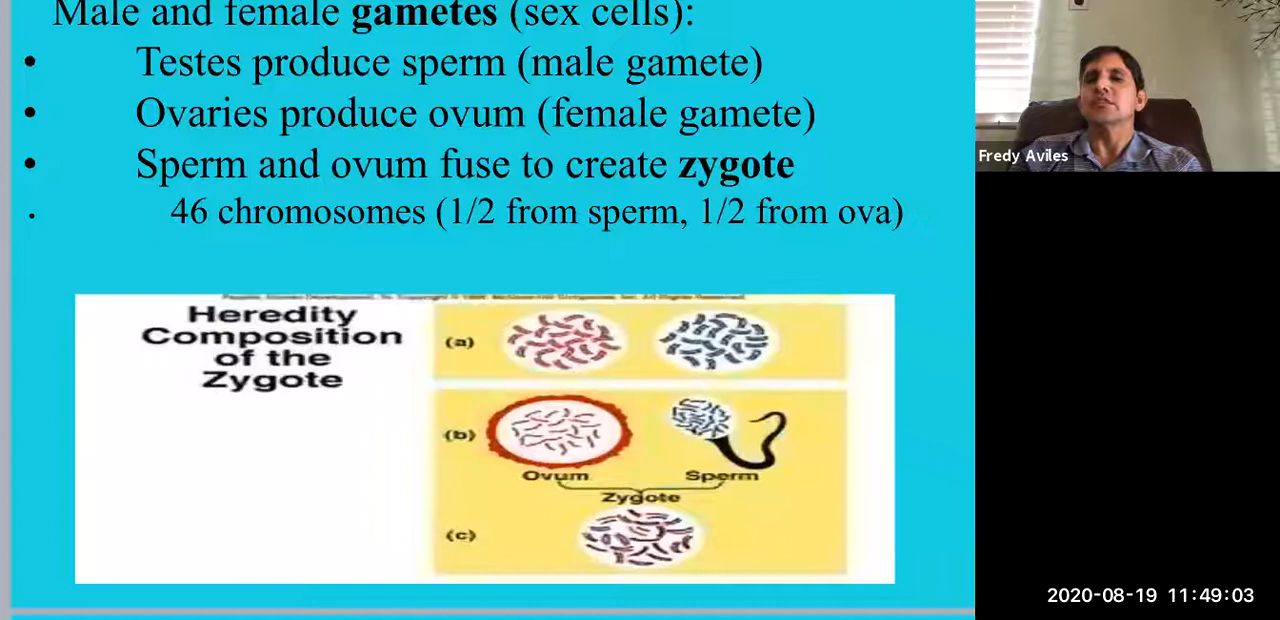 Male and female gametes (sex cells):
• Testes produce sperm (male gamete)
• Ovaries produce ovum (female gamete)
• Sperm and ovum fuse to create zygote
• 46 chromosomes (1/2 from sperm, 1/2 from ova)
Heredity
Composition
of the
Zygote
(a)
(b)
Ovum Sperm
Zygote
(c)
Fredy Aviles
2020-08-19 11:49:03